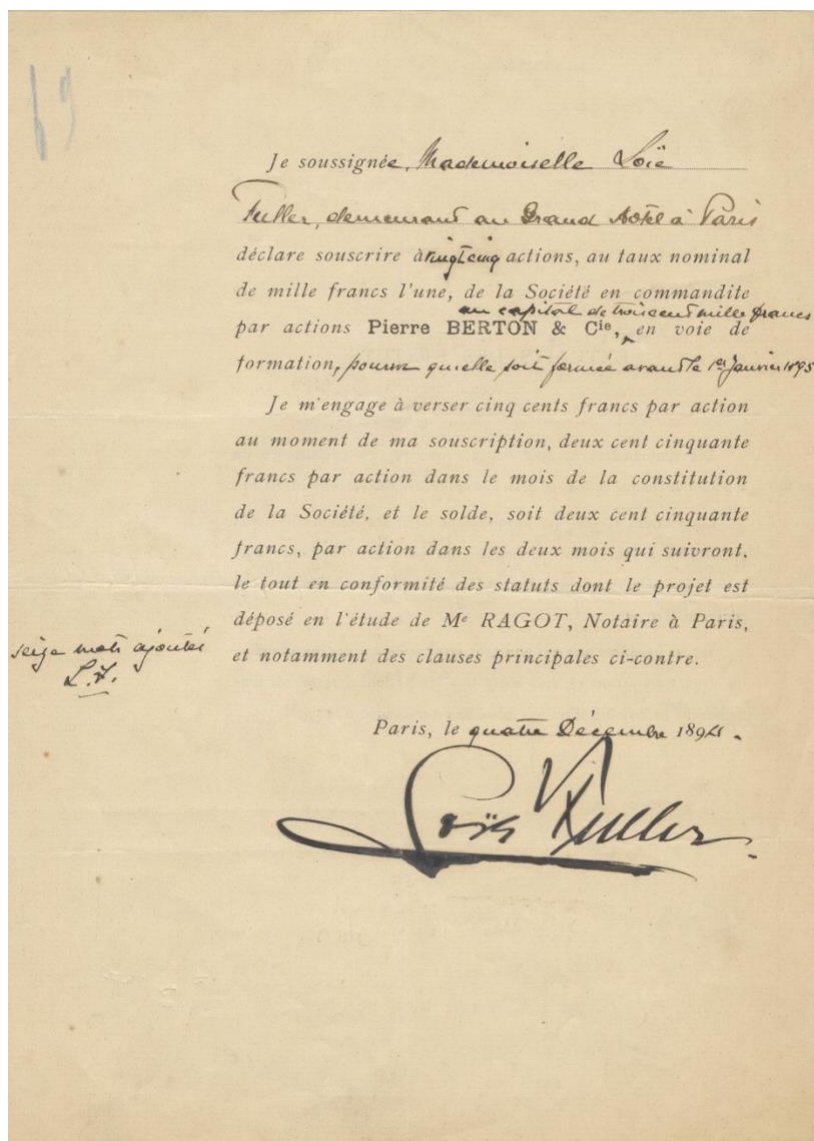 69
Je soussignée, Mademoiselle Loïe
Fuller, demeurant au Grand Hôtel à Paris
déclare souscrire à vingt cinq actions, au taux nominal
de mille francs l'une, de la Société en commandite
au capital de trois cent mille francs
par actions Pierre BERTON & Cie, en voie de
formation, pourvu qu'elle soit formée avant le 1er Janvier 1895
Je m'engage à verser cinq cents francs par action
au moment de ma souscription, deux cent cinquante
francs par action dans le mois de la constitution
de la Société, et le solde, soit deux cent cinquante
francs, par action dans les deux mois qui suivront,
le tout en conformité des statuts dont le projet est
déposé en l'étude de Me RAGOT, Notaire à Paris,
et notamment des clauses principales ci-contre.
seize mots ajoutés
L.F.
Paris, le quatre Décembre 1894.
Loïe Fuller.